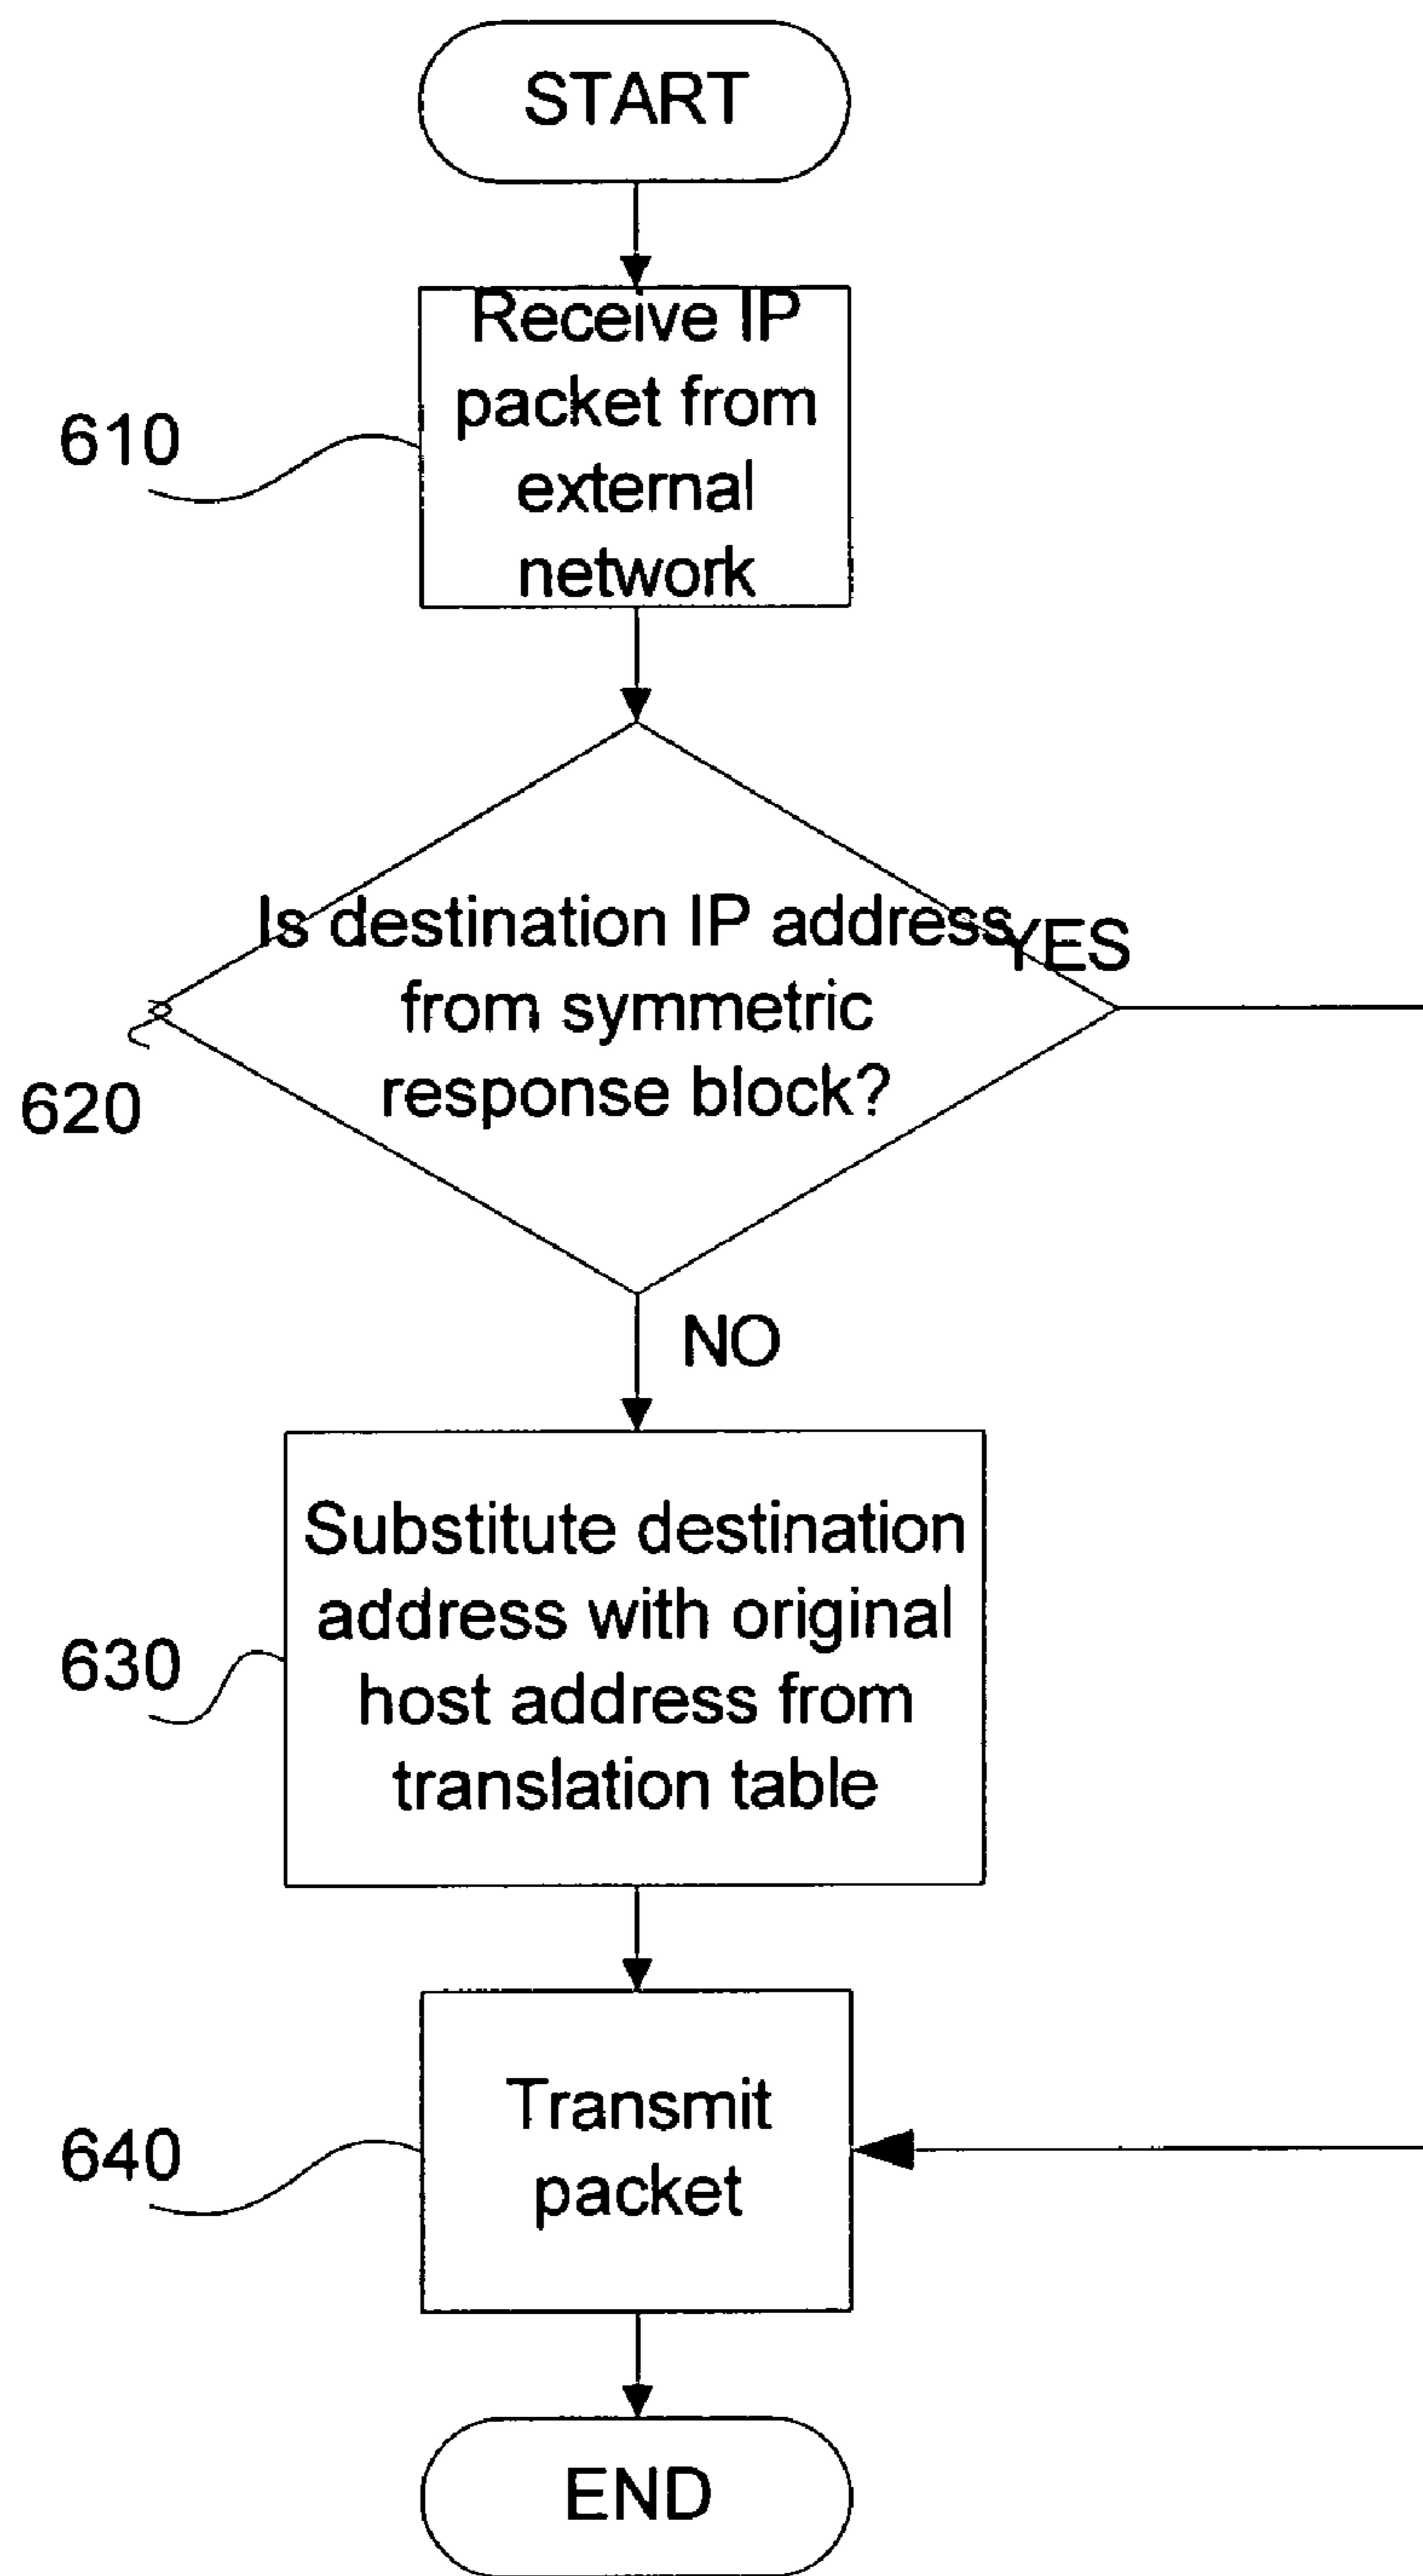 START
Receive IP
packet from
external
network
610
Is destination IP address
YES
from symmetric
response block?
620
NO
Substitute destination
address with original
host address from
translation table
630
Transmit
packet
640
END